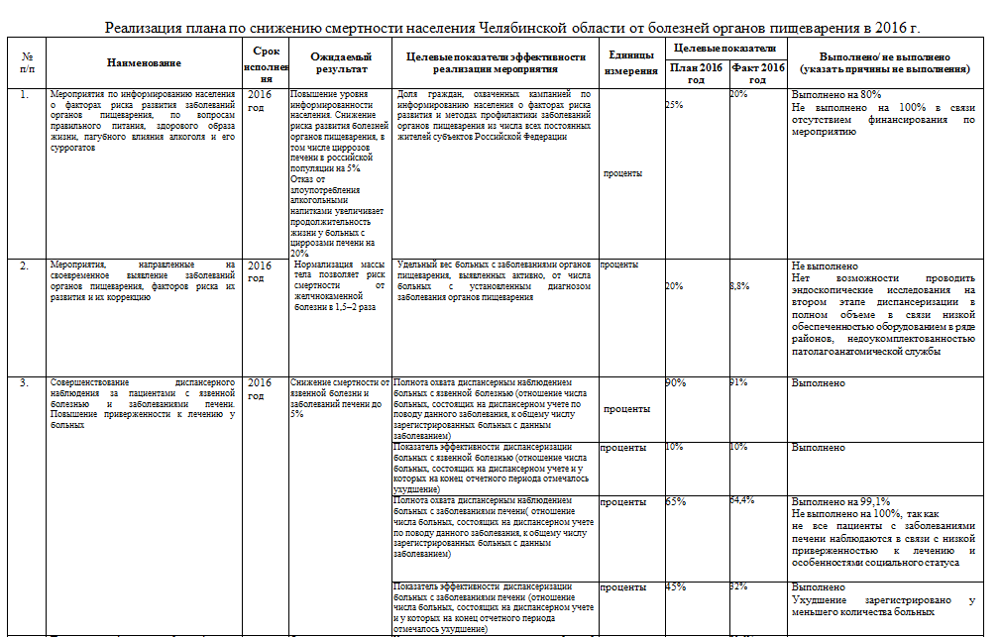 Реализация плана по снижению смертности населения Челябинской области от болезней органов пищеварения в 2016 г.
№
п/п
Наименование
Срок
исполнен
ия
Ожидаемый
результат
Целевые показатели эффективности
реализации мероприятия
Единицы
измерения
Целевые показатели
План 2016
год
Факт 2016
год
Выполнено/ не выполнено
(указать причины не выполнения)
1.
Мероприятия по информированию населения
о факторах риска развития заболеваний
органов пищеварения, по вопросам
правильного питания, здорового образа
жизни, пагубного влияния алкоголя и его
суррогатов
2016
год
Повышение уровня
информированности
населения. Снижение
риска развития болезней
органов пищеварения, в
том числе циррозов
печени в российской
популяции на 5%.
Отказ от
злоупотребления
алкогольными
напитками увеличивает
продолжительность
жизни у больных с
циррозами печени на
20%.
Доля граждан, охваченных кампанией по
информированию населения о факторах риска
развития и методах профилактики заболеваний
органов пищеварения из числа всех постоянных
жителей субъектов Российской Федерации
проценты
25%
20%
Выполнено на 80%
Не выполнено на 100% в связи
отсутствием финансирования по
мероприятию
2.
Мероприятия, направленные на
своевременное выявление заболеваний
органов пищеварения, факторов риска их
развития и их коррекцию
2016
год
Нормализация массы
тела позволяет риск
смертности от
желчнокаменной
болезни в 1,5–2 раза
Удельный вес больных с заболеваниями органов
пищеварения, выявленных активно, от числа
больных с установленным диагнозом
заболевания органов пищеварения
проценты
20%
8,8%
Не выполнено
Нет возможности проводить
эндоскопические исследования на
втором этапе диспансеризации в
полном объеме в связи низкой
обеспеченностью оборудованием в ряде
районов, недоукомплектованностью
патолагоанатомической службы
3.
Совершенствование диспансерного
наблюдения за пациентами с язвенной
болезнью и заболеваниями печени.
Повышение приверженности к лечению у
больных
2016
год
Снижение смертности от
язвенной болезни и
заболеваний печени до
5%
Полнота охвата диспансерным наблюдением
больных с язвенной болезнью (отношение числа
больных, состоящих на диспансерном учете по
поводу данного заболевания, к общему числу
зарегистрированных больных с данным
заболеванием)
проценты
90%
91%
Выполнено
Показатель эффективности диспансеризации
больных с язвенной болезнью (отношение числа
больных, состоящих на диспансерном учете и у
которых на конец отчетного периода отмечалось
ухудшение)
проценты
10%
10%
Выполнено
Полнота охвата диспансерным наблюдением
больных с заболеваниями печени( отношение
числа больных, состоящих на диспансерном учете
по поводу данного заболевания, к общему числу
зарегистрированных больных с данным
заболеванием)
проценты
65%
64,4%
Выполнено на 99,1%
Не выполнено на 100%, так как
не все пациенты с заболеваниями
печени наблюдаются в связи с низкой
приверженностью к лечению и
особенностями социального статуса
Показатель эффективности диспансеризации
больных с заболеваниями печени (отношение
числа больных, состоящих на диспансерном учете
и у которых на конец отчетного периода
отмечалось ухудшение)
проценты
45%
32%
Выполнено
Ухудшение зарегистрировано у
меньшего количества больных